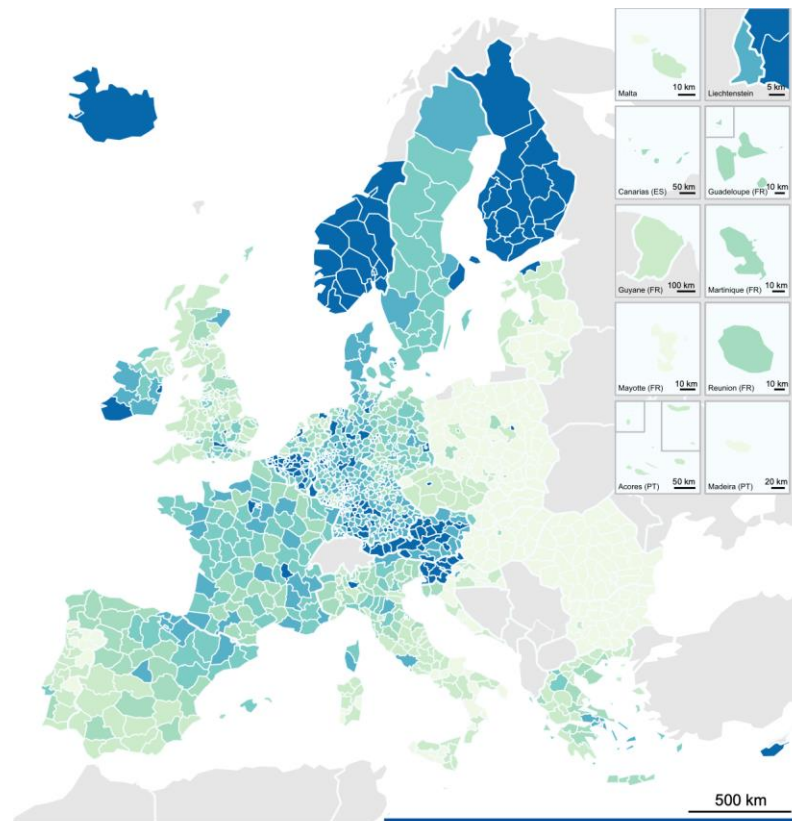 Malta
10 km
Liechtenstein
5 km
Canarias (ES)
50 km
Guadeloupe (FR)
10 km
Guyane (FR)
100 km
Martinique (FR)
10 km
Mayotte (FR)
10 km
Reunion (FR)
10 km
Acores (PT)
50 km
Madeira (PT)
20 km
500 km